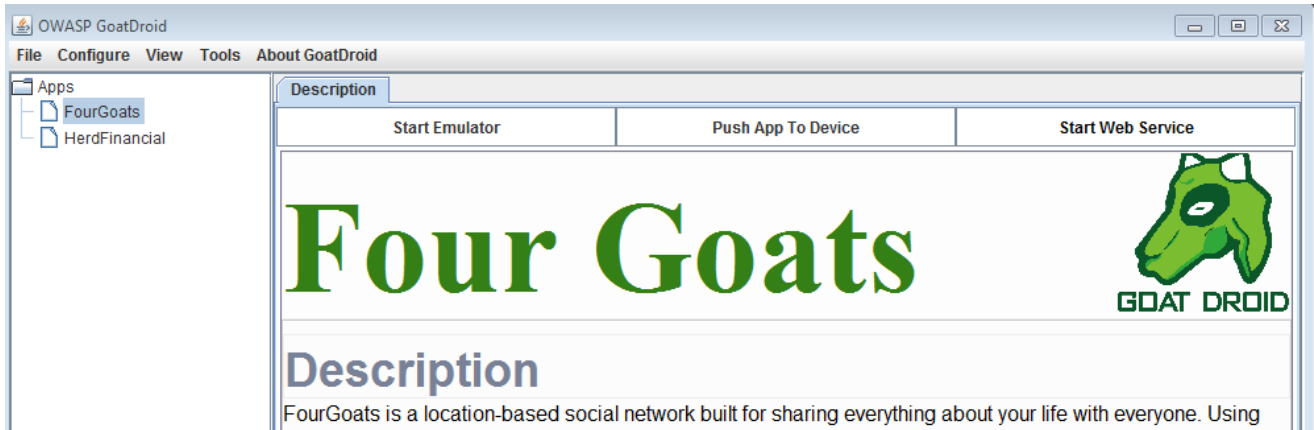 OWASP GoatDroid
File Configure View Tools About GoatDroid
Apps
FourGoats
HerdFinancial
Description
Start Emulator Push App To Device Start Web Service
Four Goats
GOAT DROID
Description
FourGoats is a location-based social network built for sharing everything about your life with everyone. Using